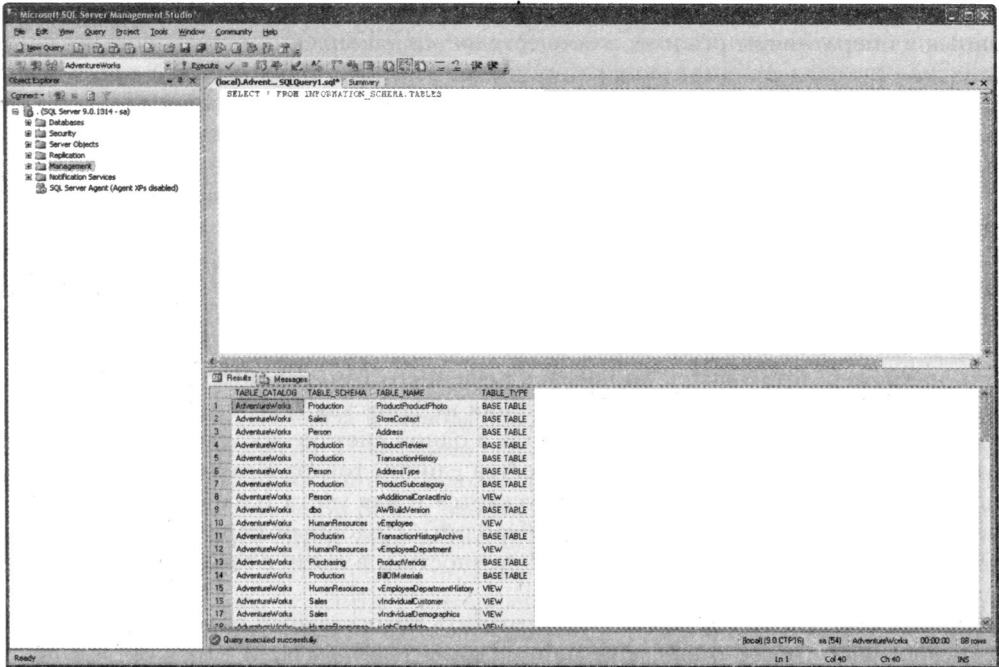 Microsoft SQL Server Management Studio
File Edit View Query Project Tools Window Community Help
New Query
AdventureWorks Execute
Object Explorer
Connect
(local).Advent... SQLQuery1.sql* Summary
SELECT * FROM INFORMATION_SCHEMA.TABLES
. (SQL Server 9.0.1314 - sa)
Databases
Security
Server Objects
Replication
Management
Notification Services
SQL Server Agent (Agent XPs disabled)
Results Messages
TABLE_CATALOG TABLE_SCHEMA TABLE_NAME TABLE_TYPE
1 AdventureWorks Production ProductProductPhoto BASE TABLE
2 AdventureWorks Sales StoreContact BASE TABLE
3 AdventureWorks Person Address BASE TABLE
4 AdventureWorks Production ProductReview BASE TABLE
5 AdventureWorks Production TransactionHistory BASE TABLE
6 AdventureWorks Person AddressType BASE TABLE
7 AdventureWorks Production ProductSubcategory BASE TABLE
8 AdventureWorks Person vAdditionalContactInfo VIEW
9 AdventureWorks dbo AWBuildVersion BASE TABLE
10 AdventureWorks HumanResources vEmployee VIEW
11 AdventureWorks Production TransactionHistoryArchive BASE TABLE
12 AdventureWorks HumanResources vEmployeeDepartment VIEW
13 AdventureWorks Purchasing ProductVendor BASE TABLE
14 AdventureWorks Production BillOfMaterials BASE TABLE
15 AdventureWorks HumanResources vEmployeeDepartmentHistory VIEW
16 AdventureWorks Sales vIndividualCustomer VIEW
17 AdventureWorks Sales vIndividualDemographics VIEW
18 AdventureWorks HumanResources vJobCandidate VIEW
Query executed successfully. (local) (9.0 CTP16) sa (54) AdventureWorks 00:00:00 88 rows
Ready Ln 1 Col 40 Ch 40 INS